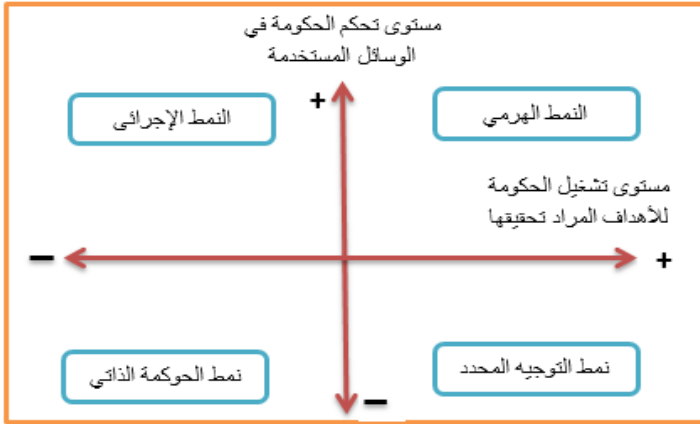 مستوى تحكم الحكومة في
الوسائل المستخدمة
+
النمط الهرمي
النمط الإجرائى
مستوى تشغيل الحكومة
للأهداف المراد تحقيقها
+
−
نمط التوجيه المحدد
نمط الحوكمة الذاتي
−